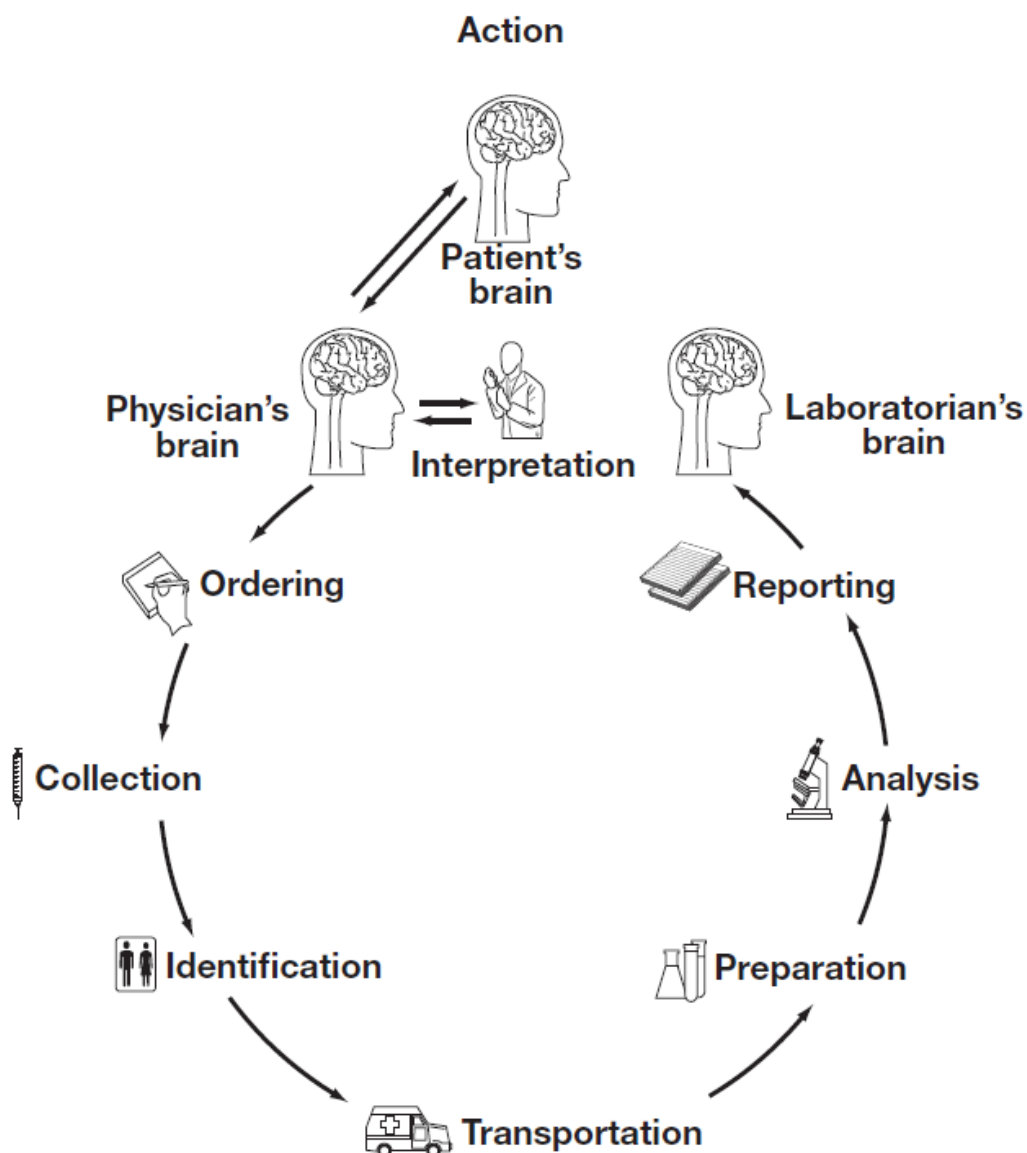 Action
Patient's
brain
Physician's
brain
Interpretation
Laboratorian's
brain
Ordering
Reporting
Collection
Analysis
Identification
Preparation
Transportation